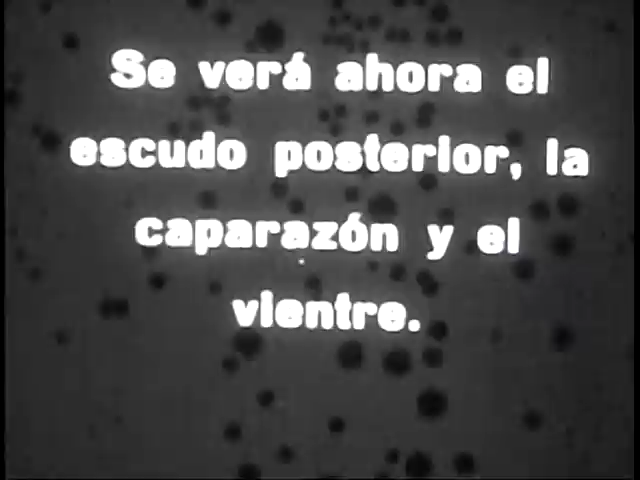 Se verá ahora el
escudo posterior, la
caparazón y el
vientre.